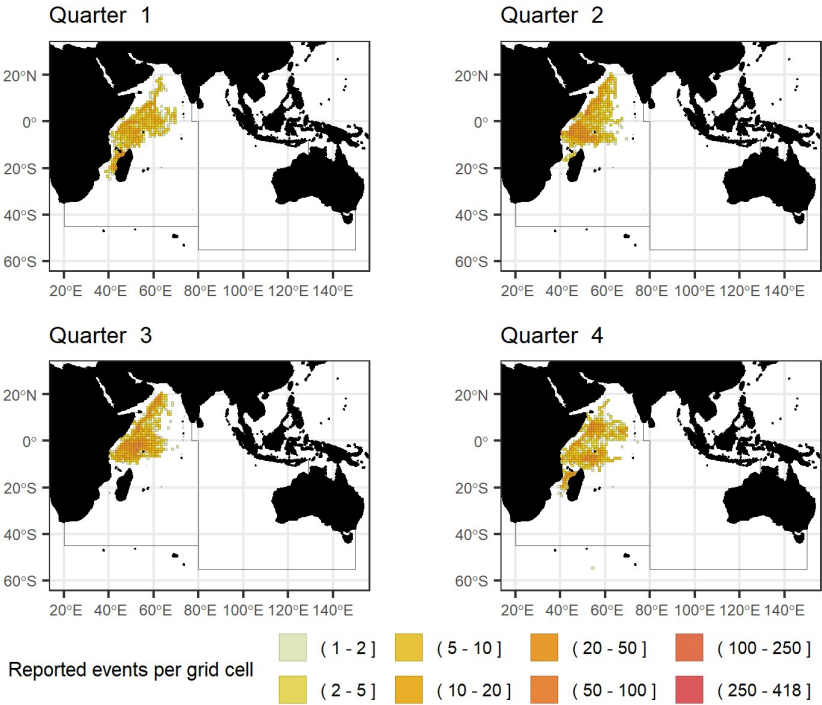 Quarter 1
Quarter 2
20°N
0°
20°S
40°S
60°S
20°N
0°
20°S
40°S
60°S
20°E 40°E 60°E 80°E 100°E 120°E 140°E
20°E 40°E 60°E 80°E 100°E 120°E 140°E
Quarter 3
Quarter 4
20°N
0°
20°S
40°S
60°S
20°N
0°
20°S
40°S
60°S
20°E 40°E 60°E 80°E 100°E 120°E 140°E
20°E 40°E 60°E 80°E 100°E 120°E 140°E
Reported events per grid cell
( 1 - 2 ] ( 5 - 10 ] ( 20 - 50 ] ( 100 - 250 ]
( 2 - 5 ] ( 10 - 20 ] ( 50 - 100 ] ( 250 - 418 ]